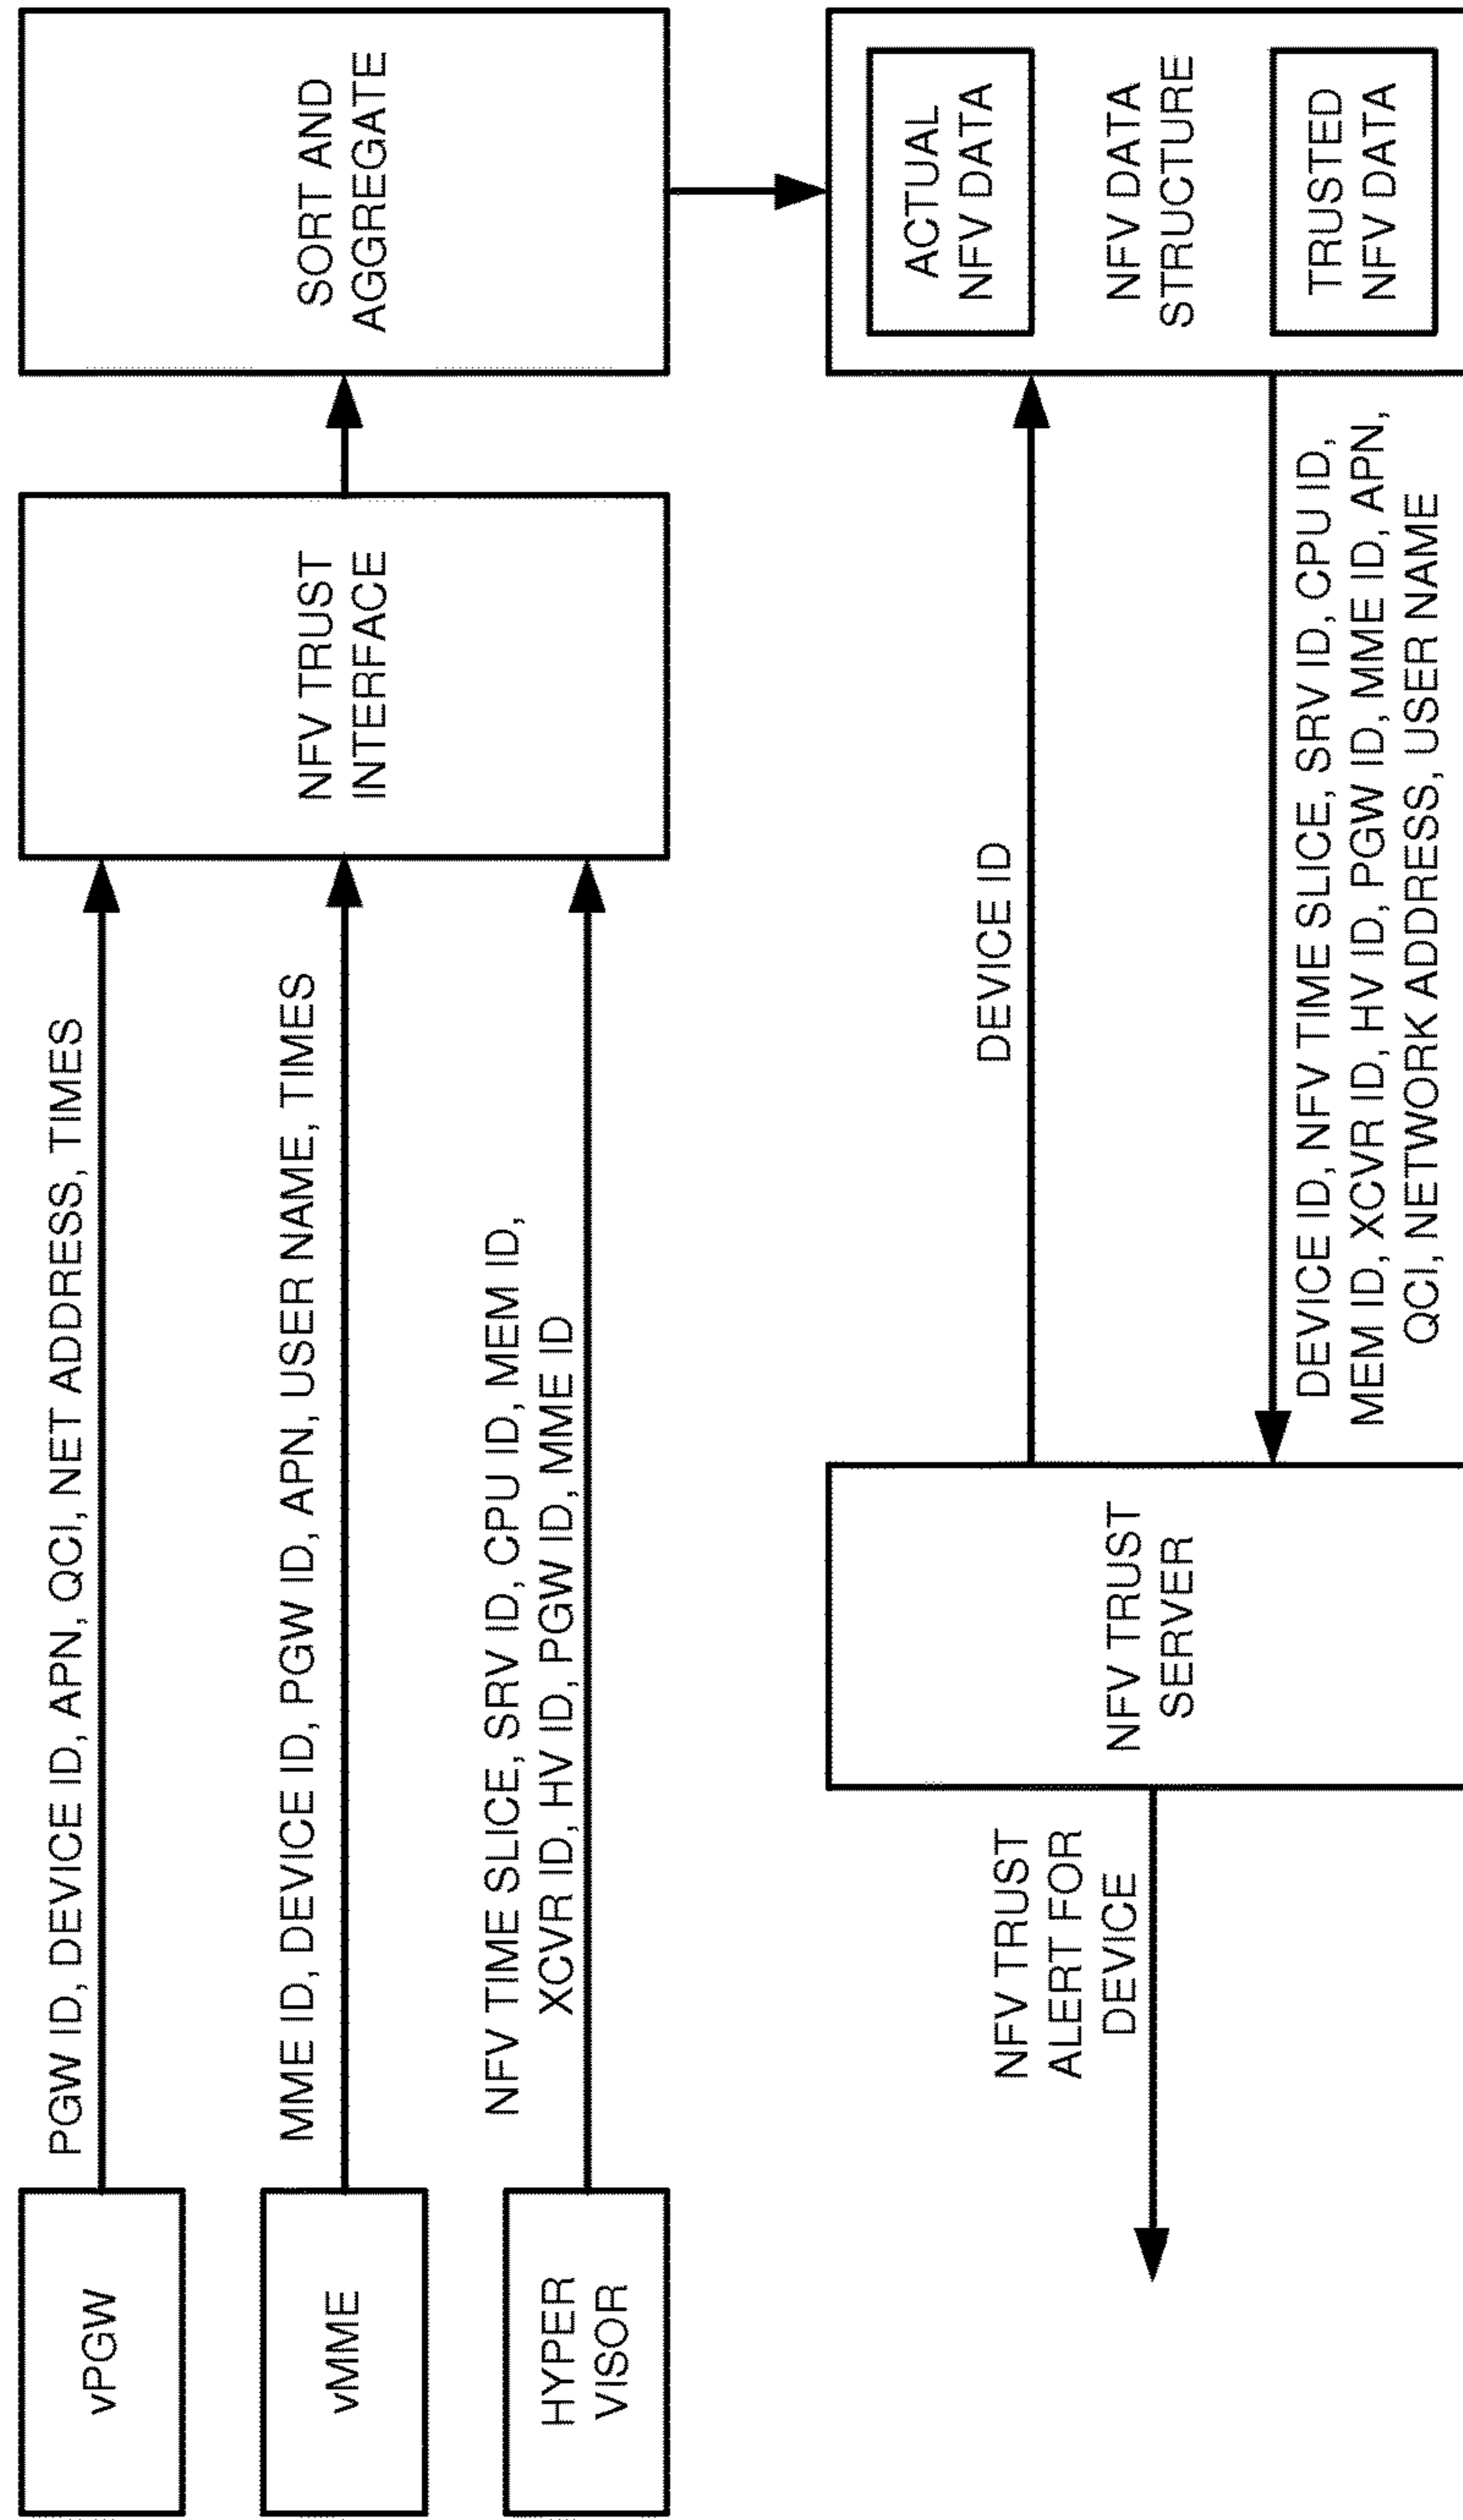 vPGW
PGW ID, DEVICE ID, APN, QCI, NET ADDRESS, TIMES
vMME
MME ID, DEVICE ID, PGW ID, APN, USER NAME, TIMES
HYPER
VISOR
NFV TIME SLICE, SRV ID, CPU ID, MEM ID,
XCVR ID, HV ID, PGW ID, MME ID
NFV TRUST
INTERFACE
SORT AND
AGGREGATE
NFV TRUST
ALERT FOR
DEVICE
NFV TRUST
SERVER
DEVICE ID
DEVICE ID, NFV TIME SLICE, SRV ID, CPU ID,
MEM ID, XCVR ID, HV ID, PGW ID, MME ID, APN,
QCI, NETWORK ADDRESS, USER NAME
ACTUAL
NFV DATA
NFV DATA
STRUCTURE
TRUSTED
NFV DATA